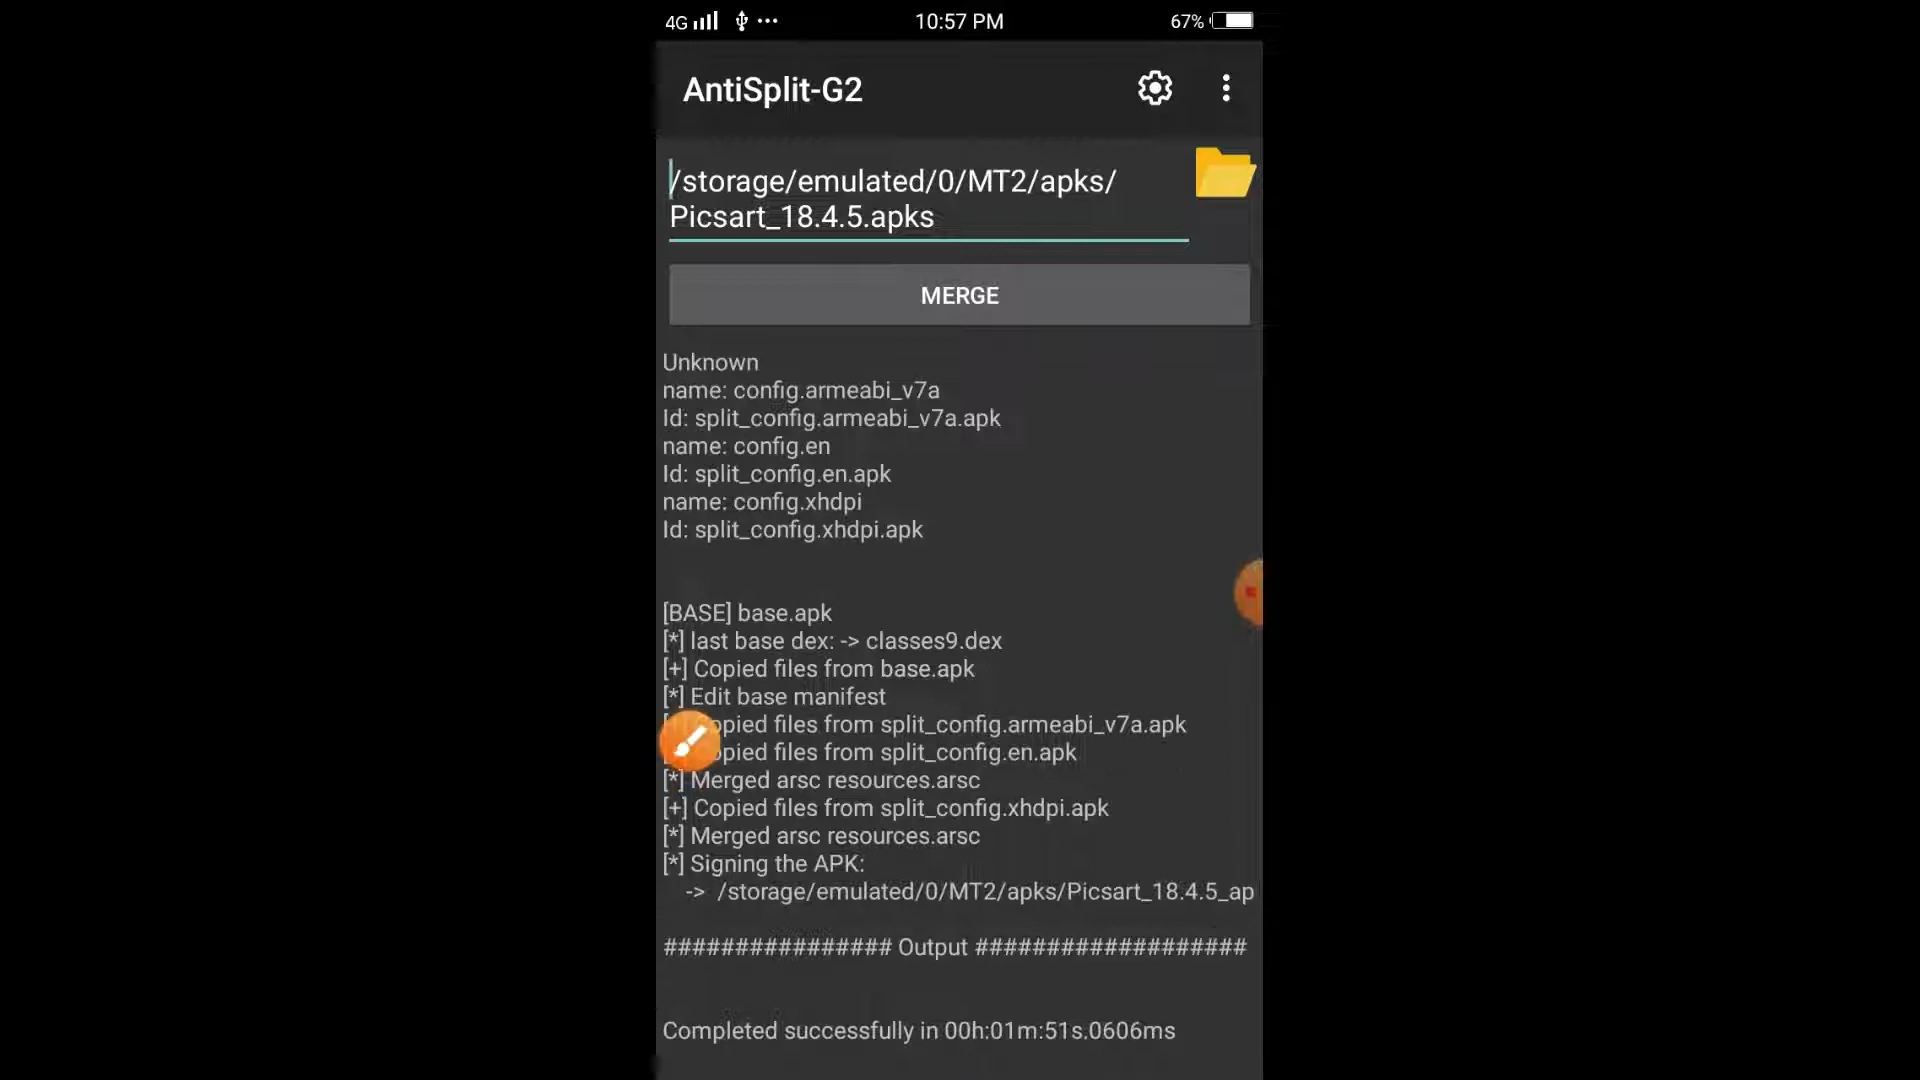 4G 10:57 PM 67%
AntiSplit-G2
/storage/emulated/0/MT2/apks/
Picsart_18.4.5.apks
MERGE
Unknown
name: config.armeabi_v7a
Id: split_config.armeabi_v7a.apk
name: config.en
Id: split_config.en.apk
name: config.xhdpi
Id: split_config.xhdpi.apk
[BASE] base.apk
[*] last base dex: -> classes9.dex
[+] Copied files from base.apk
[*] Edit base manifest
opied files from split_config.armeabi_v7a.apk
opied files from split_config.en.apk
[*] Merged arsc resources.arsc
[+] Copied files from split_config.xhdpi.apk
[*] Merged arsc resources.arsc
[*] Signing the APK:
-> /storage/emulated/0/MT2/apks/Picsart_18.4.5_ap
################ Output ###################
Completed successfully in 00h:01m:51s.0606ms